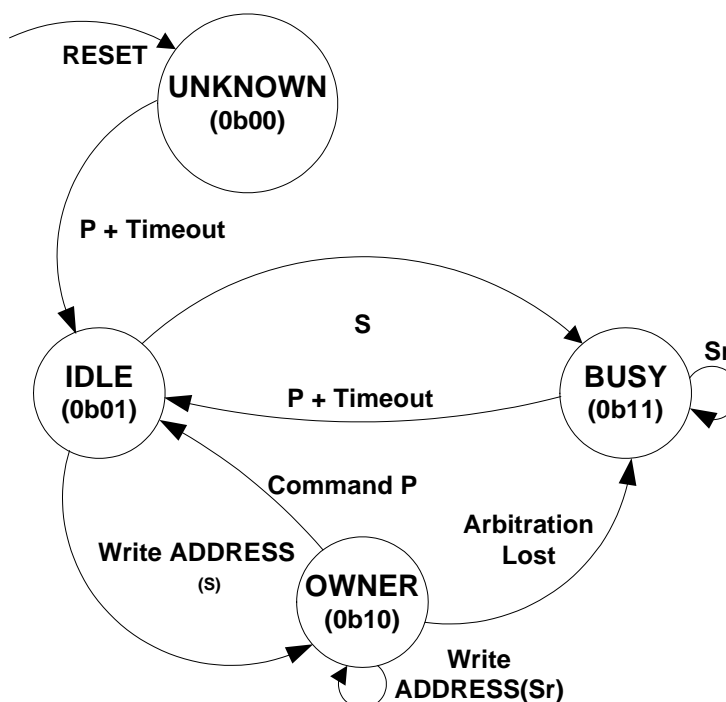 RESET
UNKNOWN
(0b00)
P + Timeout
S
IDLE
(0b01)
BUSY
(0b11)
Sr
P + Timeout
Command P
Arbitration
Lost
Write ADDRESS
(S)
OWNER
(0b10)
Write
ADDRESS(Sr)